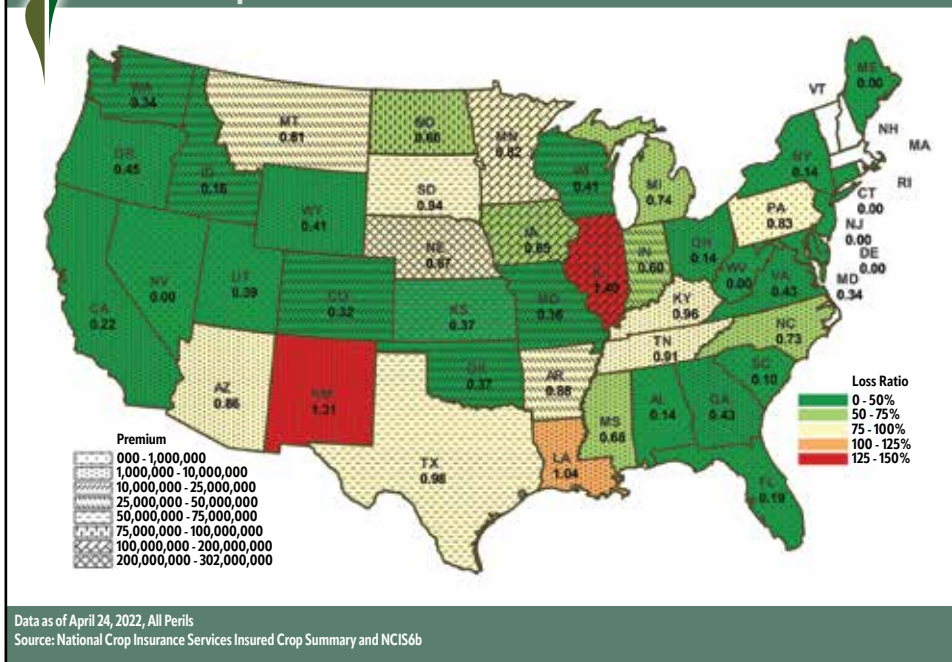 WA
0.34
MT
0.81
ND
0.66
MN
0.82
ME
0.00
VT
NH
MA
RI
CT
0.00
NJ
0.00
DE
0.00
MD
0.34
OR
0.45
ID
WY
0.41
SD
0.94
WI
0.41
MI
0.74
NY
0.14
PA
0.83
NE
IA
IL
IN
0.60
OH
0.14
WV
0.00
VA
0.43
NV
0.00
UT
0.39
CO
0.32
KS
0.37
MO
0.36
KY
0.96
NC
0.73
CA
0.22
AZ
0.86
NM
1.31
OK
0.37
AR
0.88
TN
0.91
SC
0.10
MS
0.68
AL
0.14
GA
0.43
TX
0.98
LA
1.04
FL
0.19
Loss Ratio
0 - 50%
50 - 75%
75 - 100%
100 - 125%
125 - 150%
Premium
000 - 1,000,000
1,000,000 - 10,000,000
10,000,000 - 25,000,000
25,000,000 - 50,000,000
50,000,000 - 75,000,000
75,000,000 - 100,000,000
100,000,000 - 200,000,000
200,000,000 - 302,000,000
Data as of April 24, 2022, All Perils
Source: National Crop Insurance Services Insured Crop Summary and NCIS6b